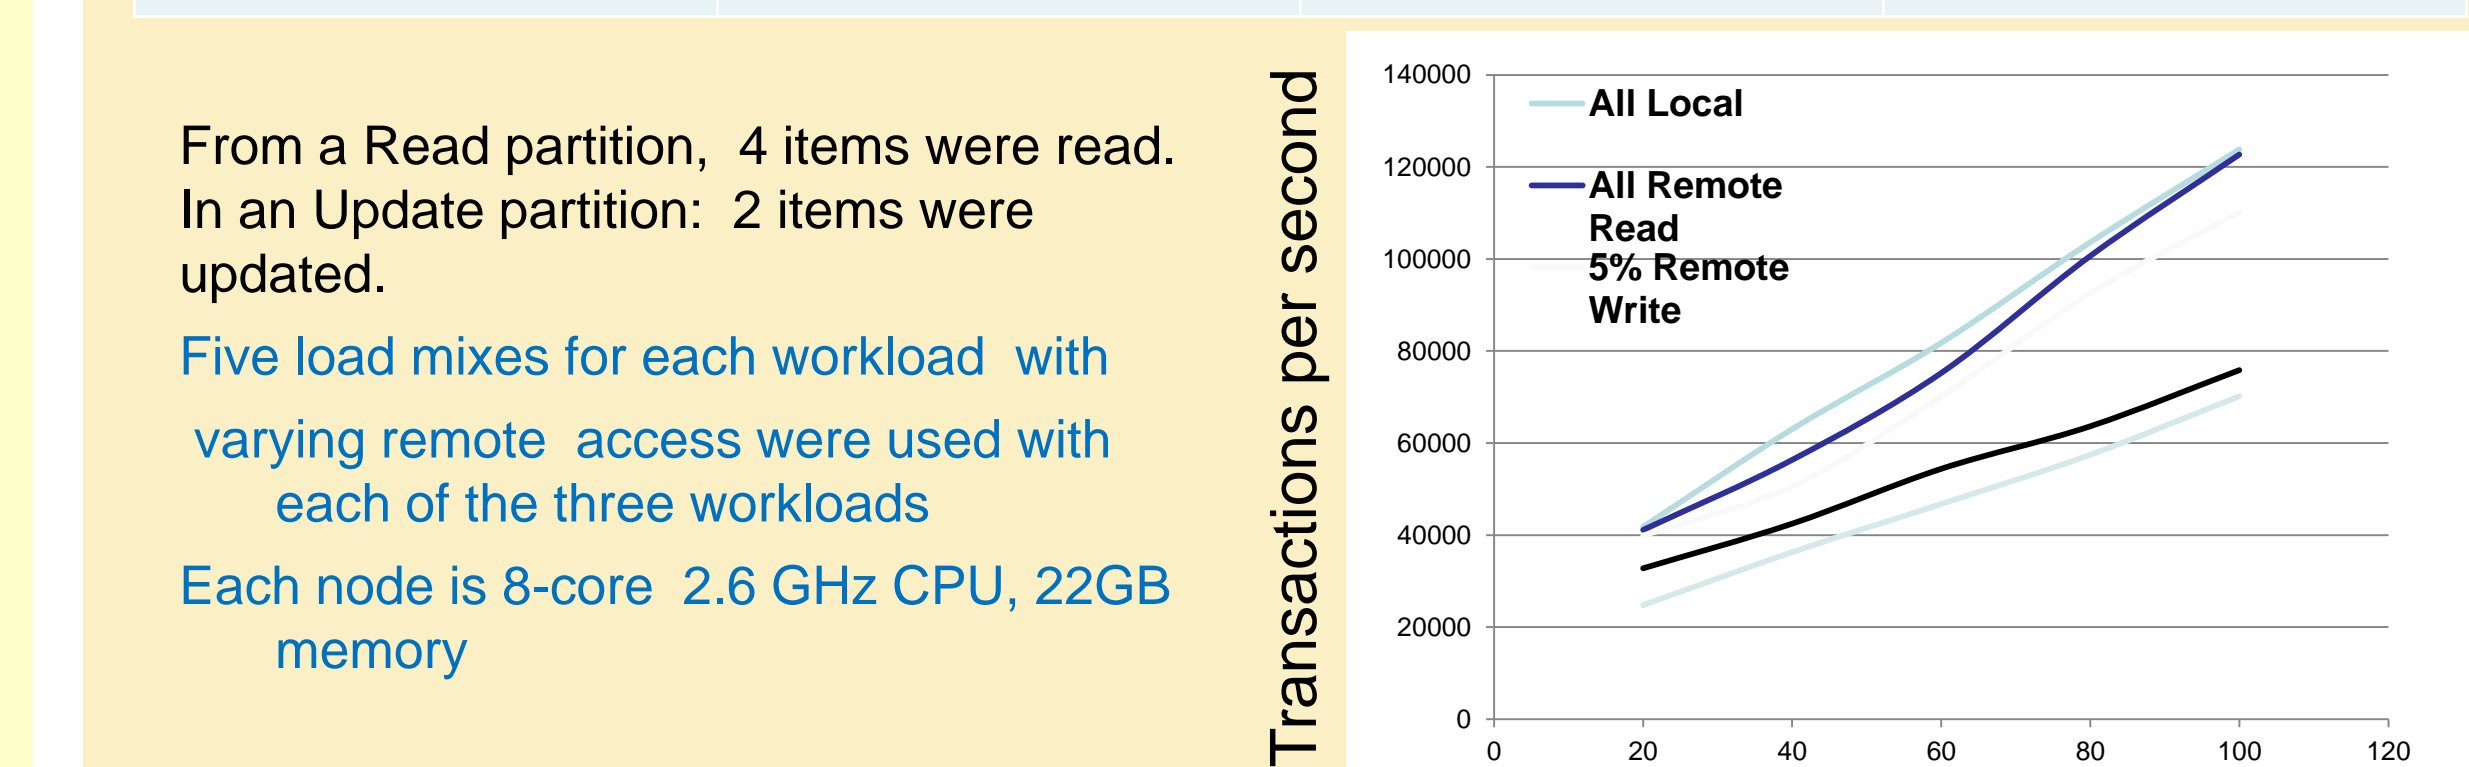 From a Read partition,  4 items were read.
In an Update partition:  2 items were
updated.
Five load mixes for each workload  with
varying remote  access were used with
each of the three workloads
Each node is 8-core  2.6 GHz CPU, 22GB
memory
Transactions per second
140000
120000
100000
80000
60000
40000
20000
0
All Local
All Remote
Read
5% Remote
Write
0 20 40 60 80 100 120